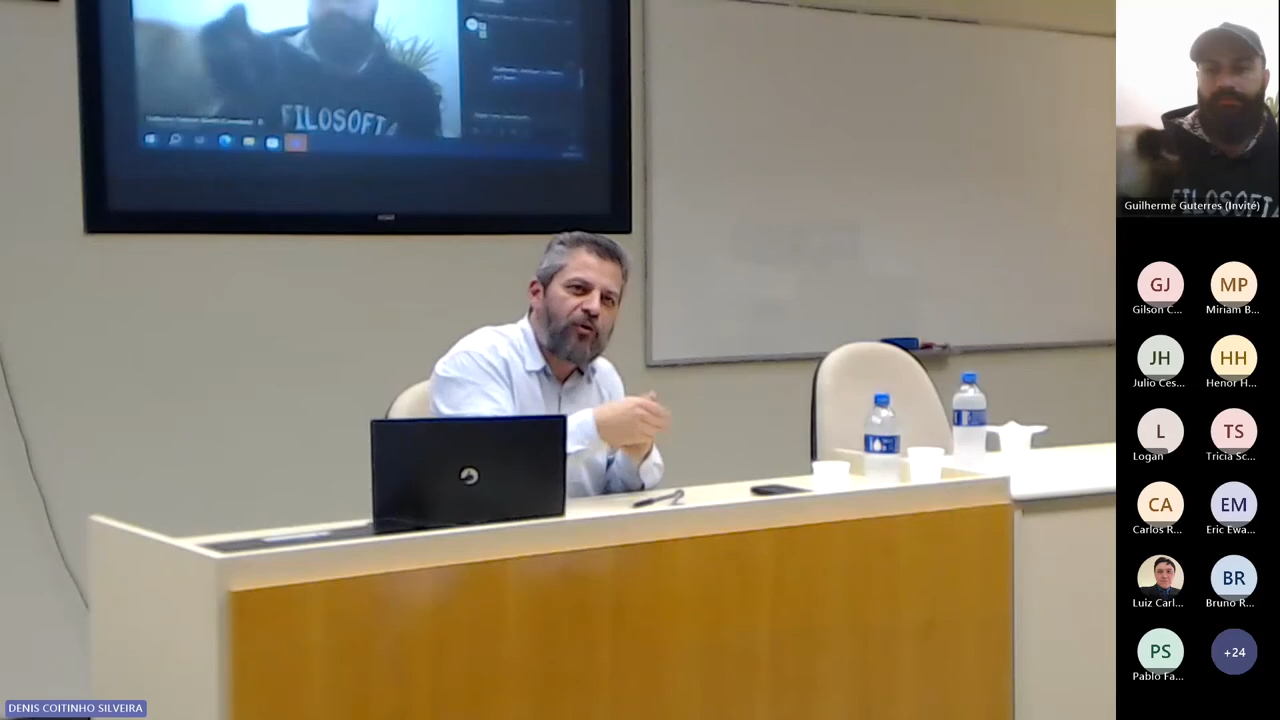 FILOSOFIA
DENIS COITINHO SILVEIRA
FILOSOFIA
Guilherme Guterres (Invité)
GJ
MP
Gilson C...
Miriam B...
JH
HH
Julio Ces...
Henor H...
L
TS
Logan
Tricia Sc...
CA
EM
Carlos R...
Eric Ewa...
BR
Luiz Carl...
Bruno R...
PS
+24
Pablo Fa...